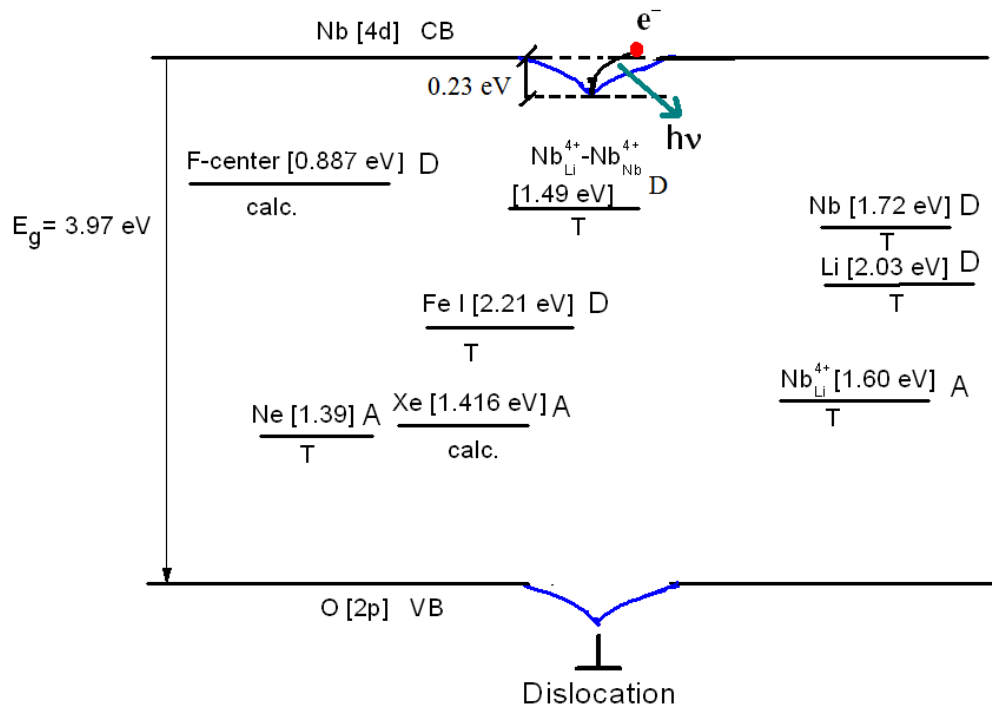 Nb [4d] CB
e⁻
0.23 eV
hν
F-center [0.887 eV] D
calc.
Nb⁴⁺Li-Nb⁴⁺Nb
[1.49 eV] D
T
Eg= 3.97 eV
Nb [1.72 eV] D
T
Li [2.03 eV] D
T
Fe I [2.21 eV] D
T
Nb⁴⁺Li [1.60 eV] A
T
Ne [1.39] A
T
Xe [1.416 eV] A
calc.
O [2p] VB
Dislocation